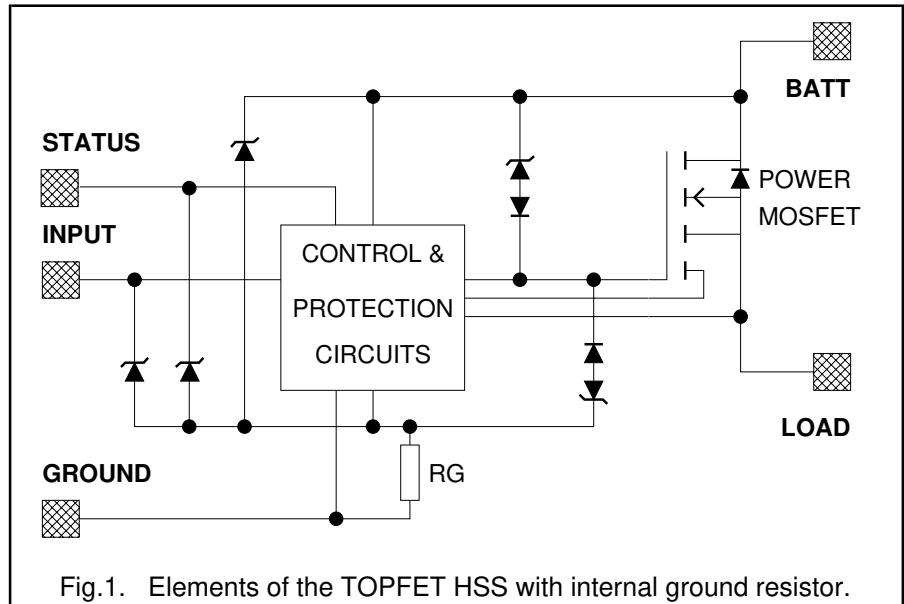 BATT
STATUS
POWER
MOSFET
INPUT
CONTROL &
PROTECTION
CIRCUITS
LOAD
GROUND
RG
Fig.1. Elements of the TOPFET HSS with internal ground resistor.